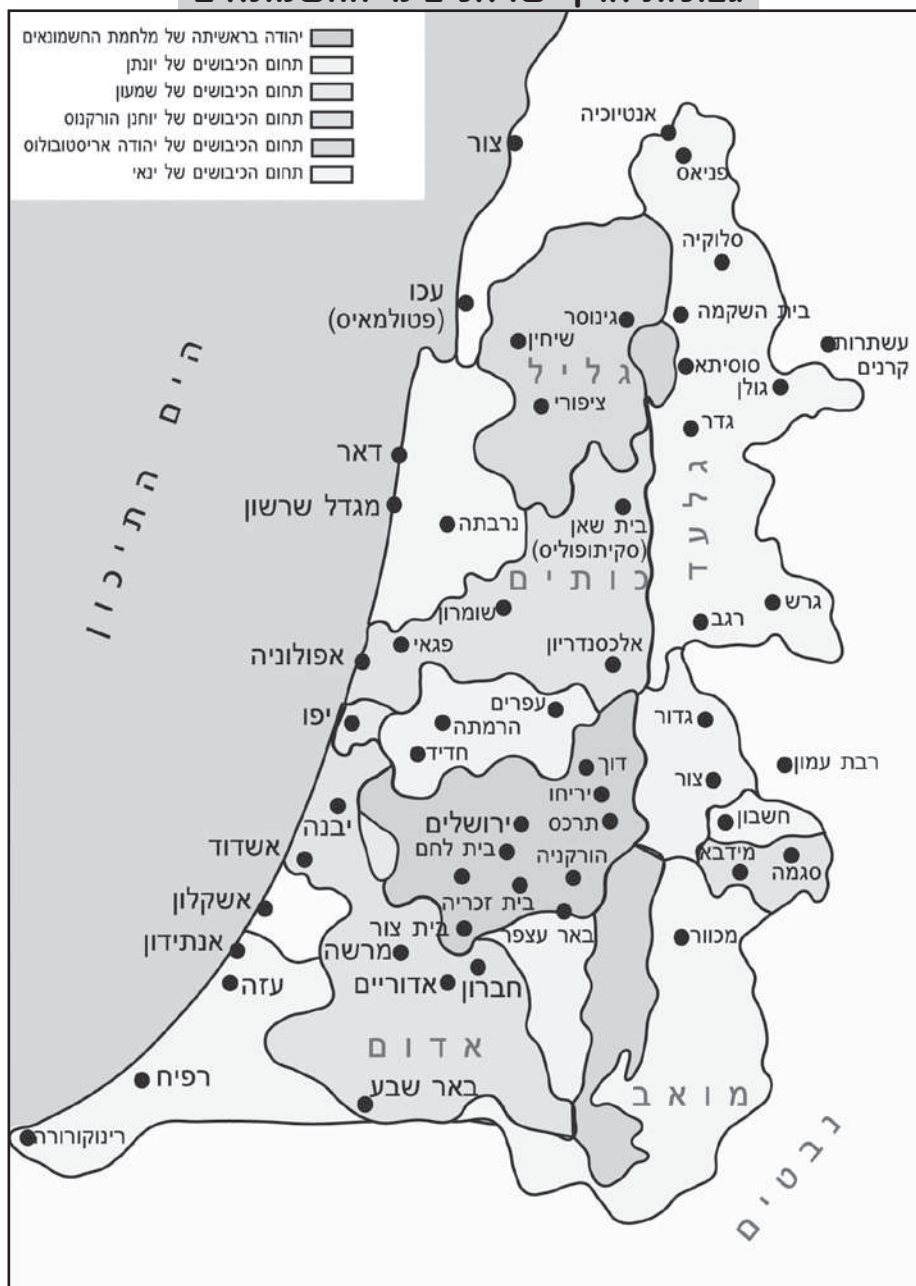 יהודה בראשיתה של מלחמת החשמונאים
תחום הכיבושים של יונתן
תחום הכיבושים של שמעון
תחום הכיבושים של יוחנן הורקנוס
תחום הכיבושים של יהודה אריסטובולוס
תחום הכיבושים של ינאי
אנטיוכיה
צור
פניאס
סלוקיה
עכו
(פטולמאיס)
גינוסר
בית השקמה
שיחין
עשתרות
קרנים
סוסיתא
גליל
גולן
ציפורי
גדר
הים התיכון
דאר
גלעד
מגדל שרשון
נרבתה
בית שאן
(סקיתופוליס)
כותים
שומרון
גרש
רגב
פגאי
אלכסנדריון
אפולוניה
עפרים
יפו
הרמתה
גדור
חדיד
דוך
רבת עמון
יריחו
צור
יבנה
ירושלים
תרכס
חשבון
אשדוד
בית לחם
הורקניה
מידבא
סגמה
אשקלון
בית זכריה
בית צור
באר עצפר
מכוור
אנתידון
מרשה
עזה
אדוריים
חברון
אדום
רפיח
באר שבע
מואב
רינוקורורה
נבטים